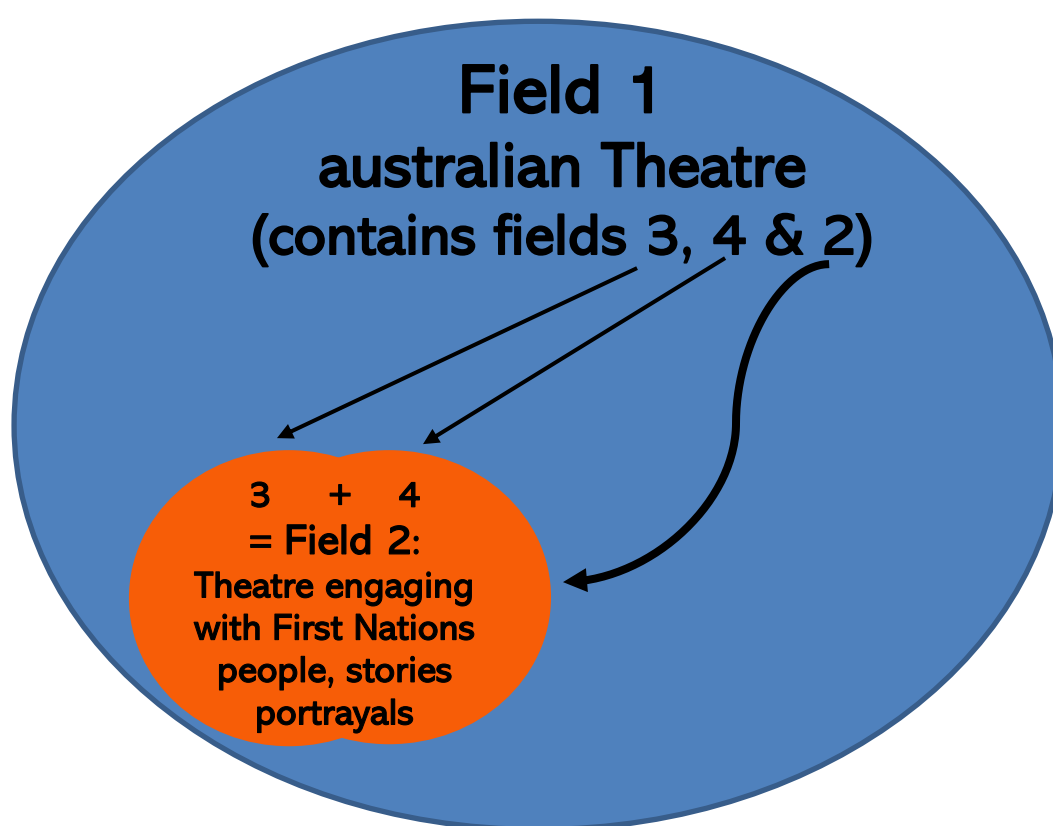 Field 1
australian Theatre
(contains fields 3, 4 & 2)
3 + 4
= Field 2:
Theatre engaging
with First Nations
people, stories
portrayals